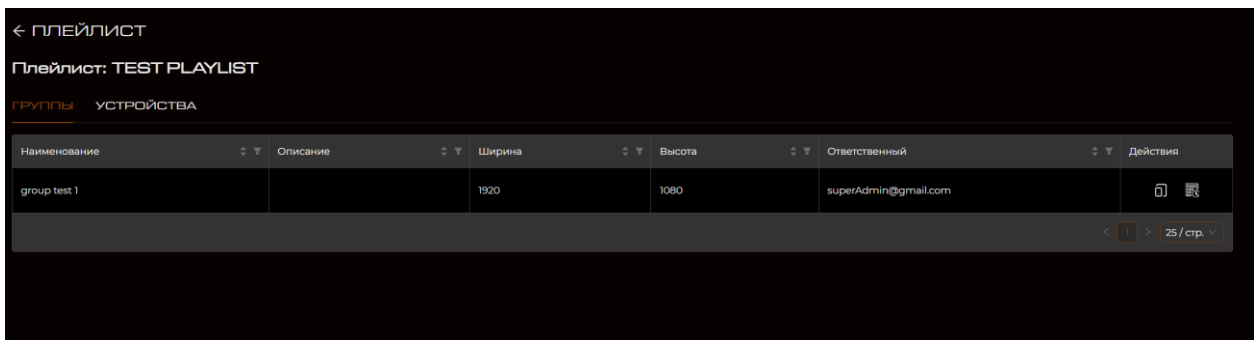 ← ПЛЕЙЛИСТ
Плейлист: TEST PLAYLIST
ГРУППЫ УСТРОЙСТВА
Наименование Описание Ширина Высота Ответственный Действия
group test 1 1920 1080 superAdmin@gmail.com
< 1 > 25 / стр.